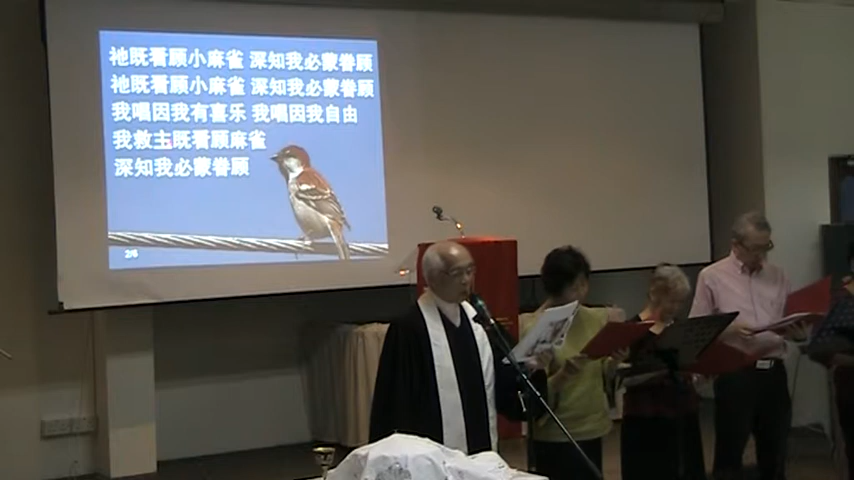 祂既看顾小麻雀 深知我必蒙眷顾
祂既看顾小麻雀 深知我必蒙眷顾
我唱因我有喜乐 我唱因我自由
我救主既看顾麻雀
深知我必蒙眷顾
2/6